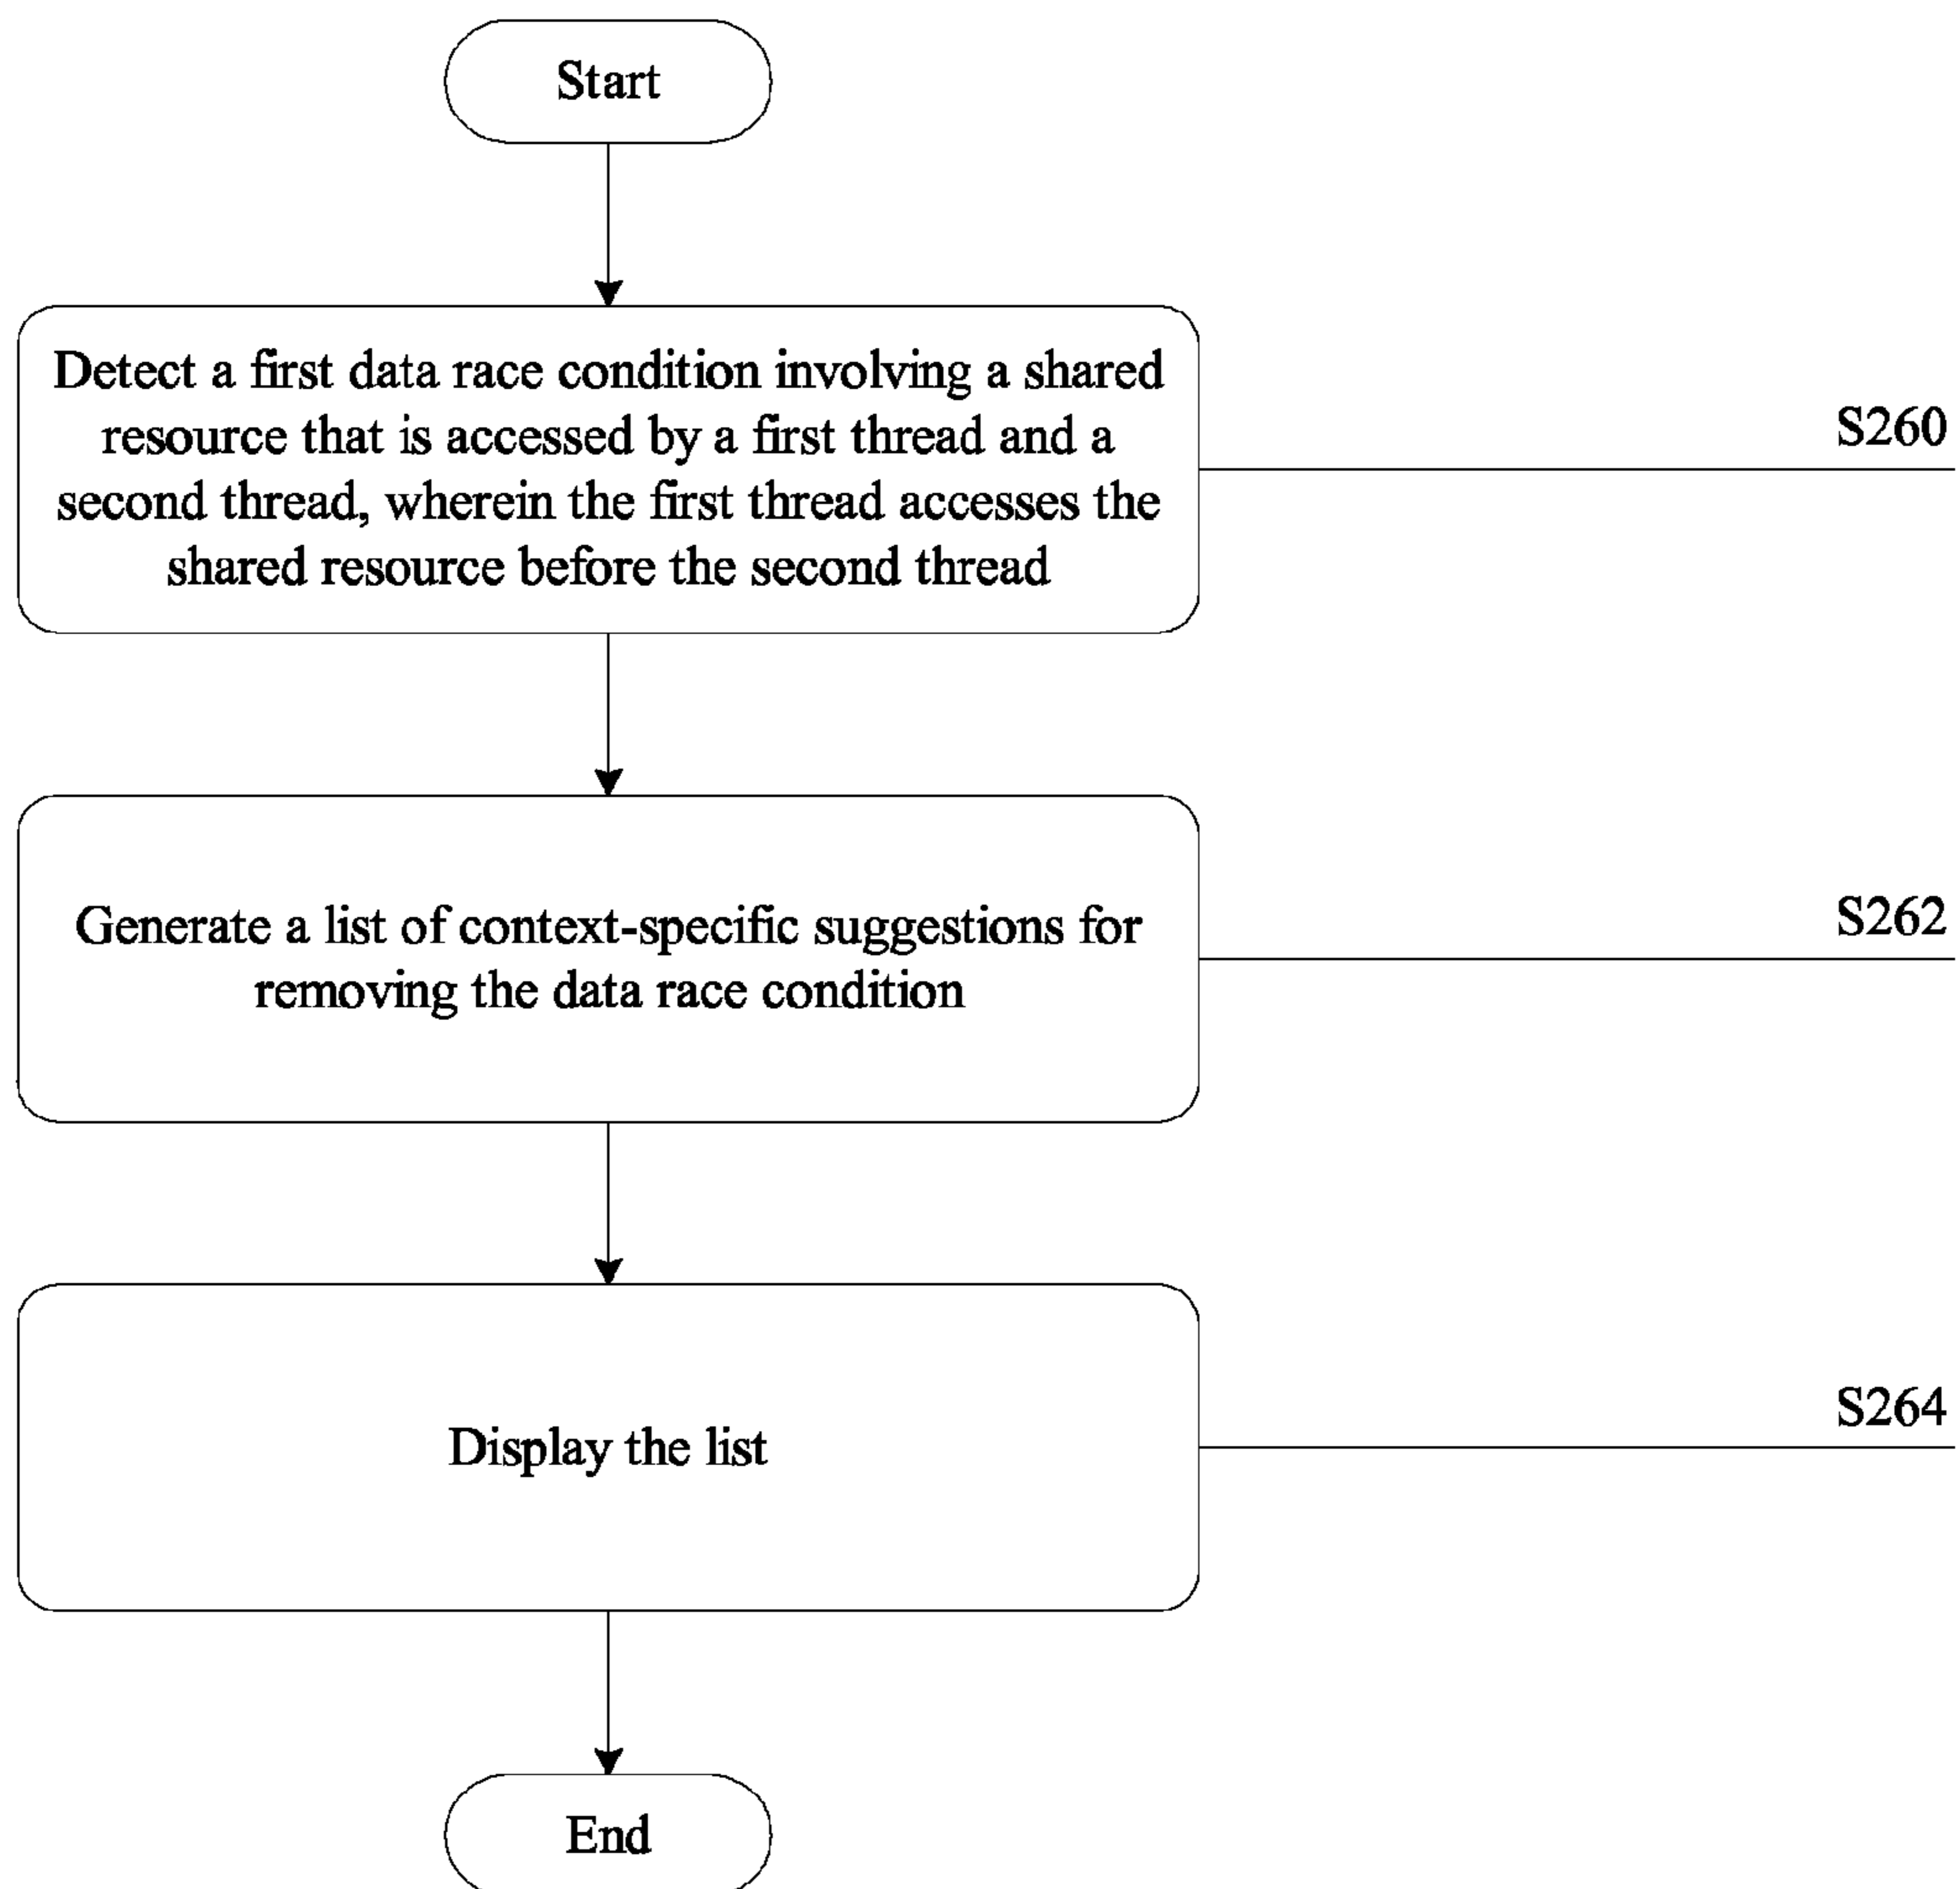 Start
Detect a first data race condition involving a shared
resource that is accessed by a first thread and a
second thread, wherein the first thread accesses the
shared resource before the second thread
S260
Generate a list of context-specific suggestions for
removing the data race condition
S262
Display the list
S264
End